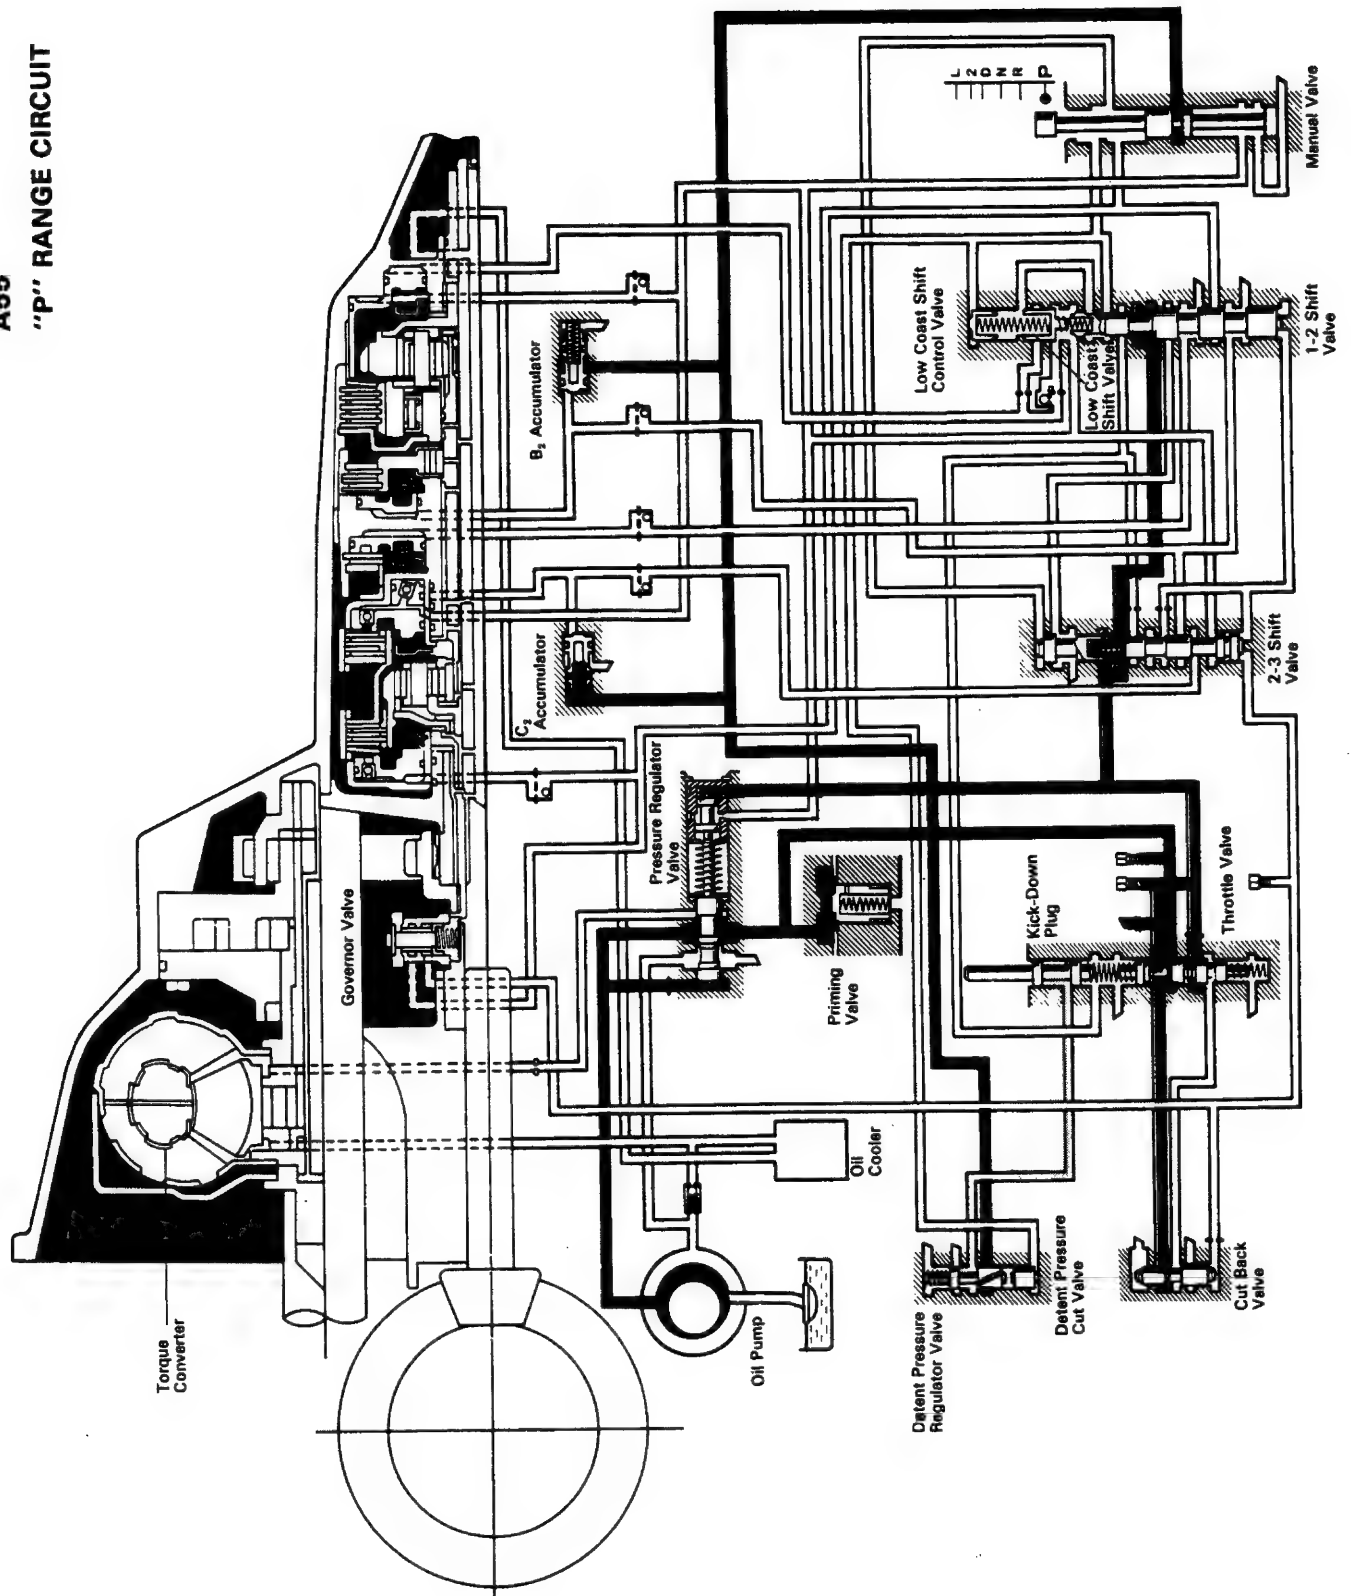 "P" RANGE CIRCUIT
Torque
Converter
Governor Valve
C₂
Accumulator
B₂ Accumulator
Pressure Regulator
Valve
Priming
Valve
Oil Pump
Oil
Cooler
Kick-Down
Plug
Throttle Valve
Detent Pressure
Regulator Valve
Detent Pressure
Cut Valve
Cut Back
Valve
Low Coast Shift
Control Valve
Low Coast
Shift Valve
2-3 Shift
Valve
1-2 Shift
Valve
L
2
D
N
R
P
Manual Valve